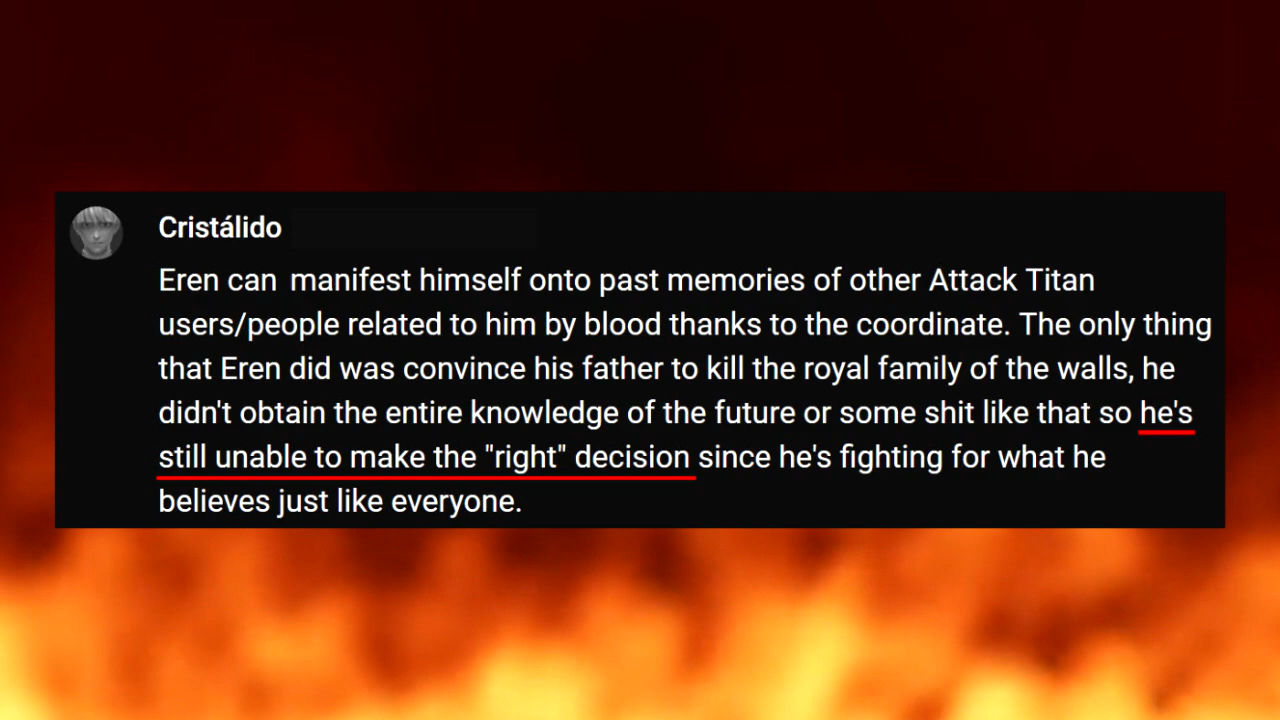 Cristálido
Eren can manifest himself onto past memories of other Attack Titan
users/people related to him by blood thanks to the coordinate. The only thing
that Eren did was convince his father to kill the royal family of the walls, he
didn't obtain the entire knowledge of the future or some shit like that so he's
still unable to make the "right" decision since he's fighting for what he
believes just like everyone.